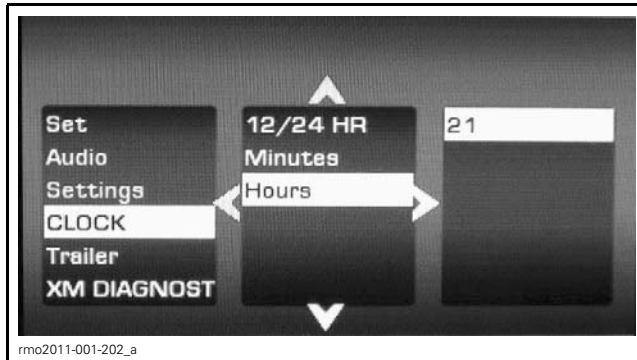 Set
Audio
Settings
CLOCK
Trailer
XM DIAGNOST
12/24 HR
Minutes
Hours
21
rmo2011-001-202_a